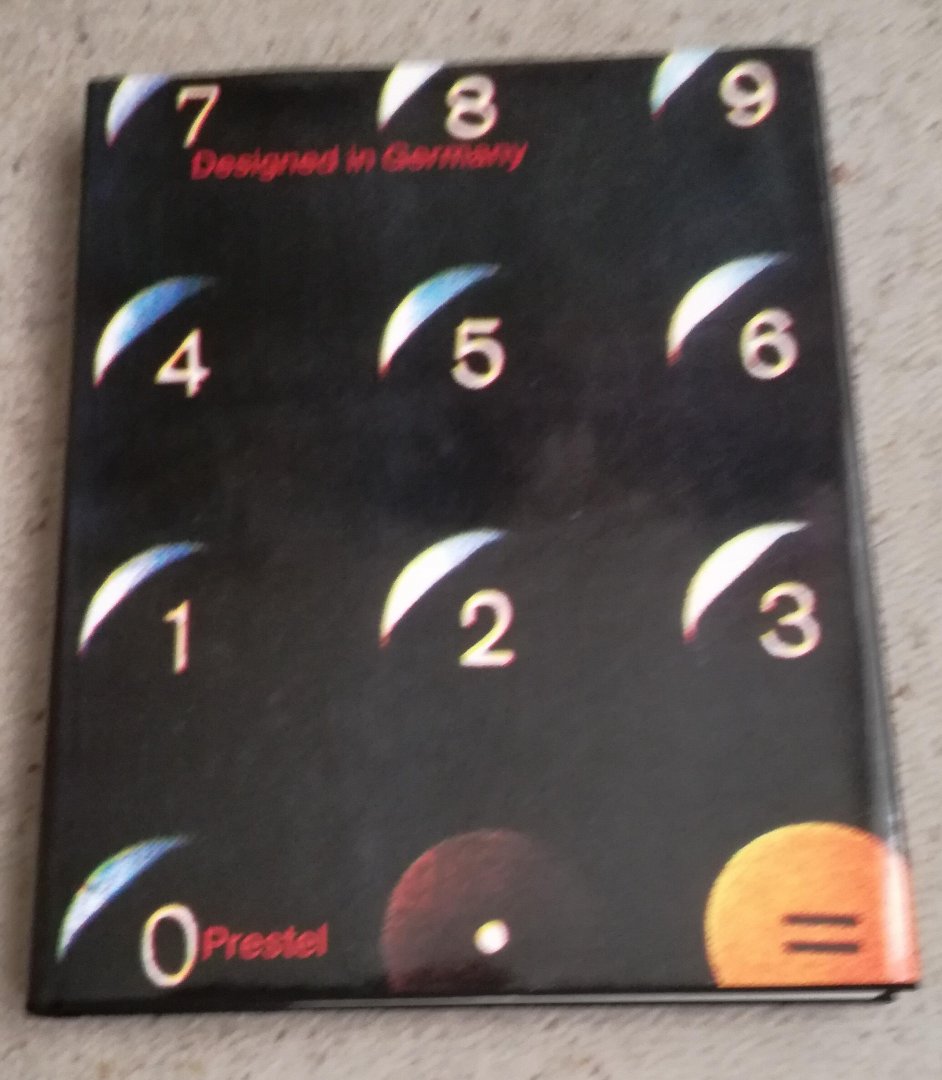 7 8 9
Designed in Germany
4 5 6
1 2 3
0 Prestel . =